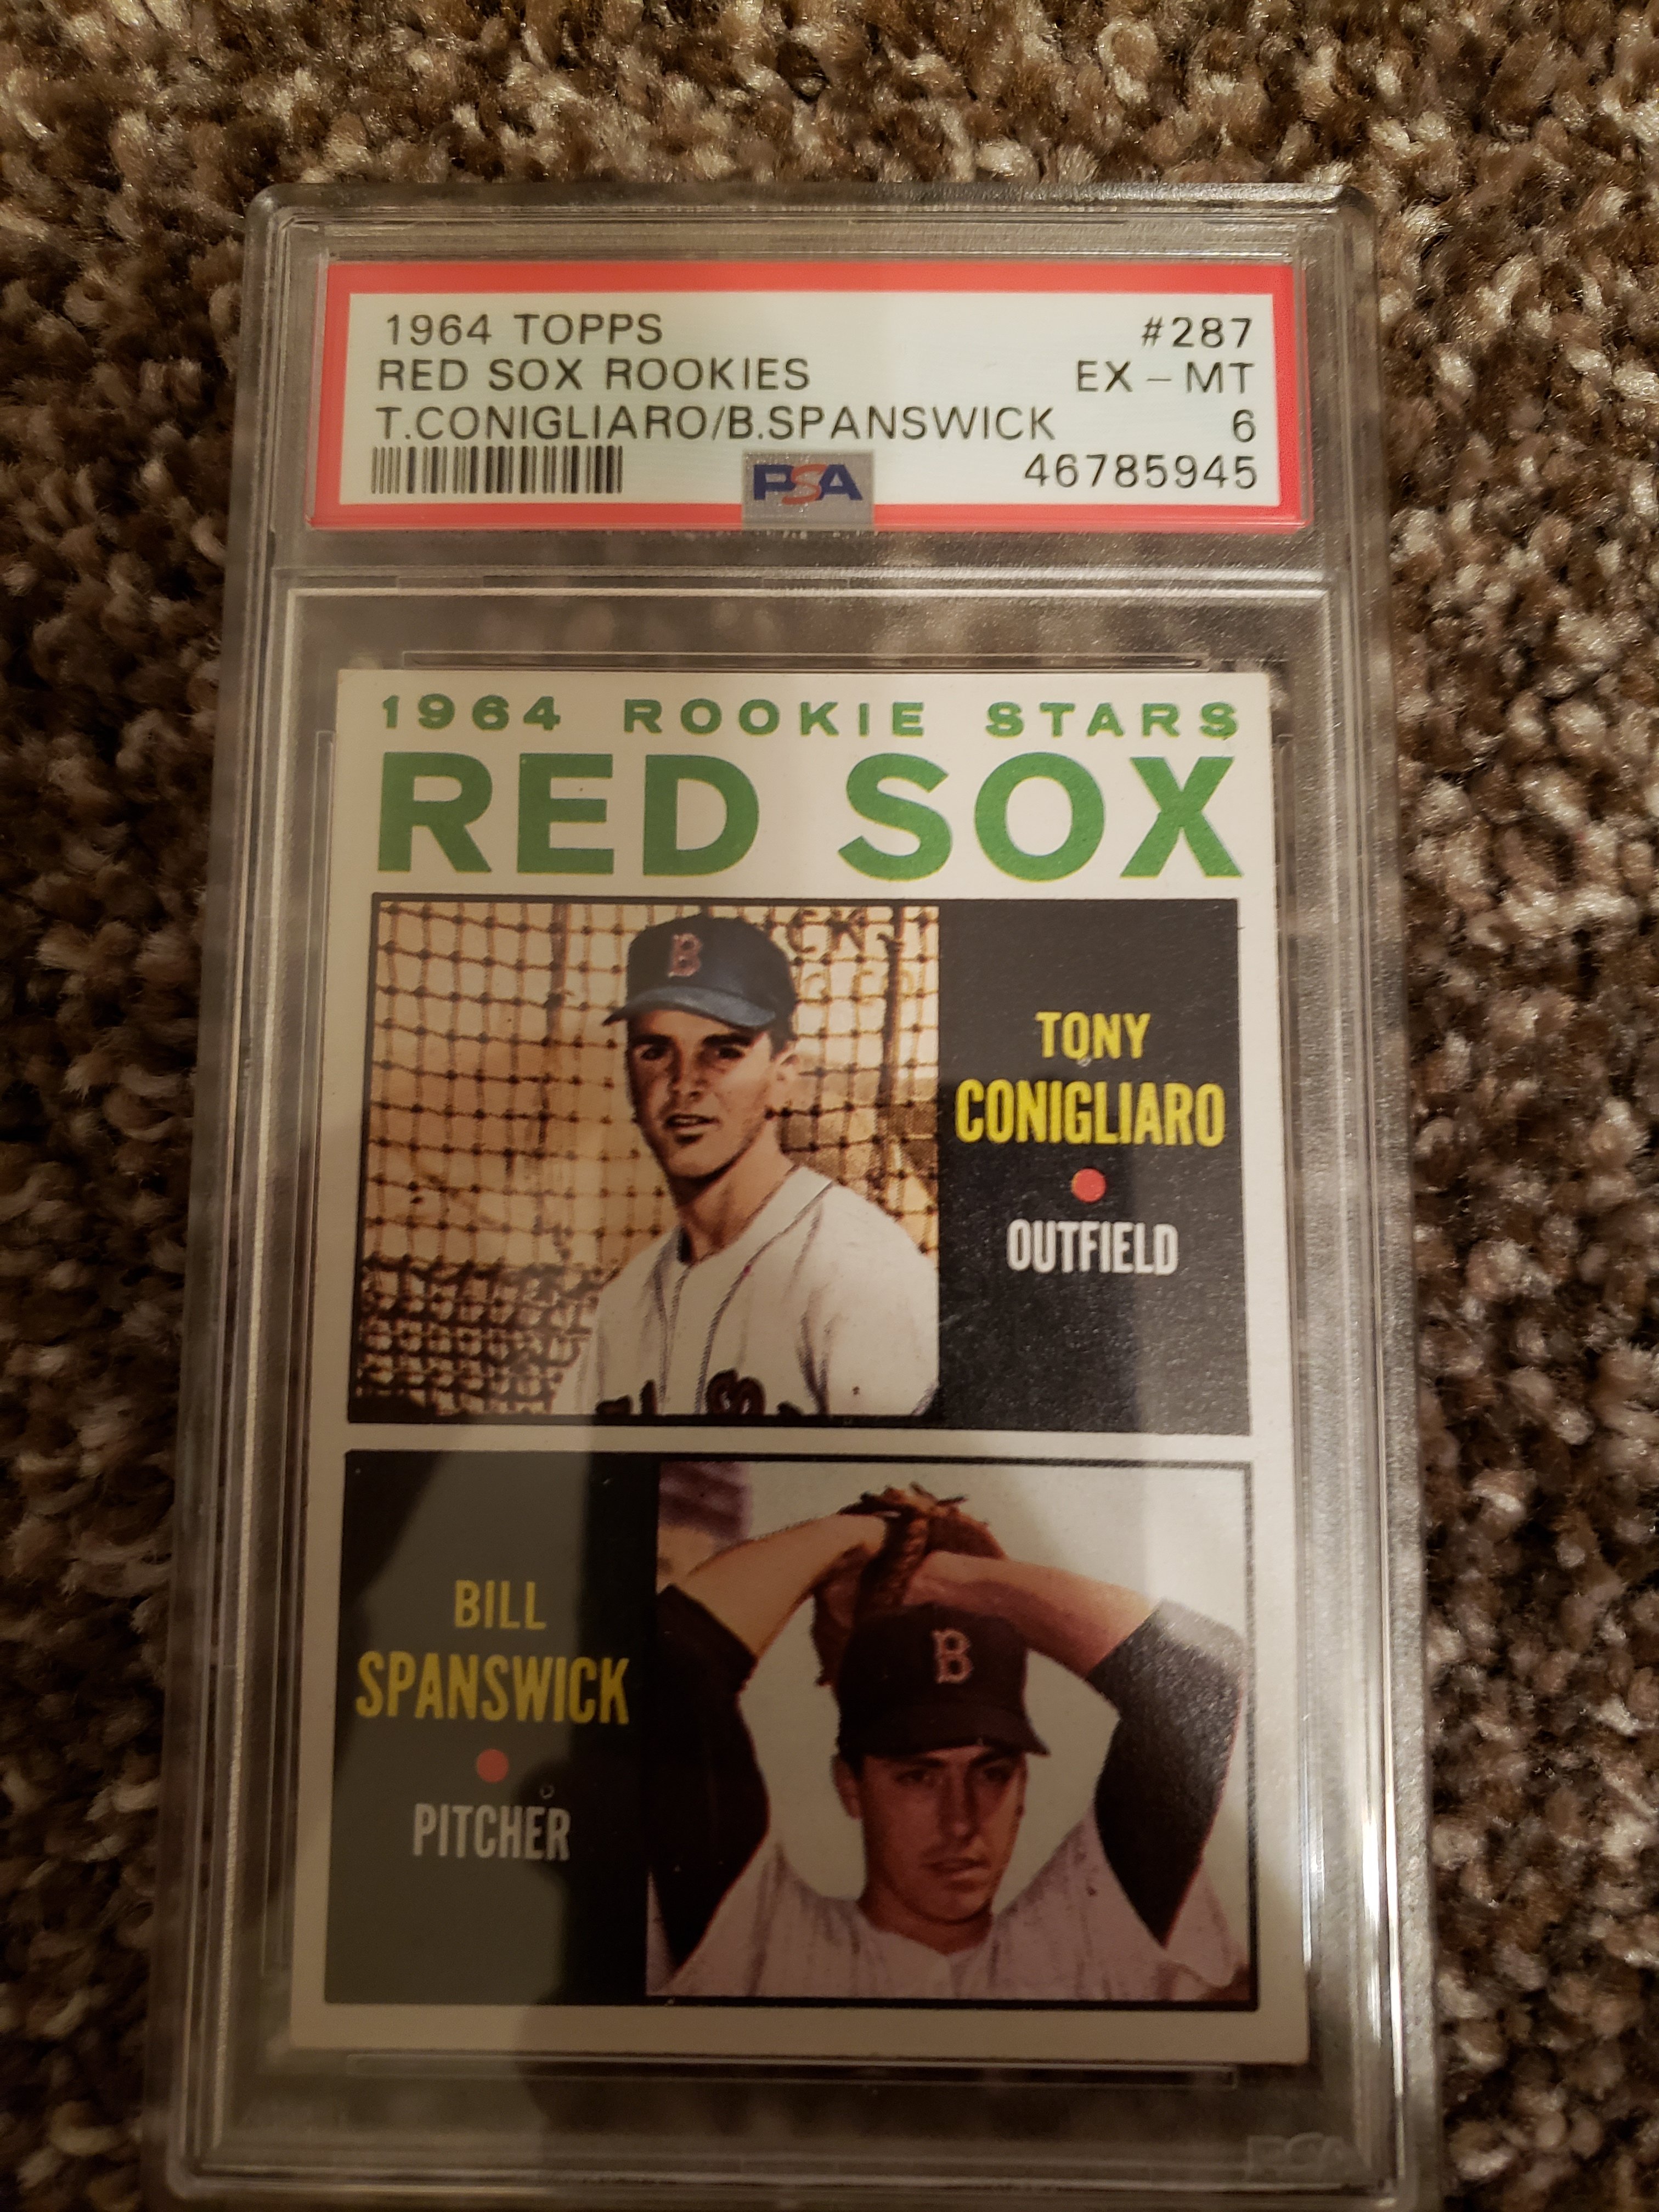 1964 TOPPS #287
RED SOX ROOKIES EX - MT
T.CONIGLIARO/B.SPANSWICK 6
PSA 46785945
1964 ROOKIE STARS
RED SOX
B
TONY
CONIGLIARO
OUTFIELD
BILL
SPANSWICK
PITCHER
B
PSA